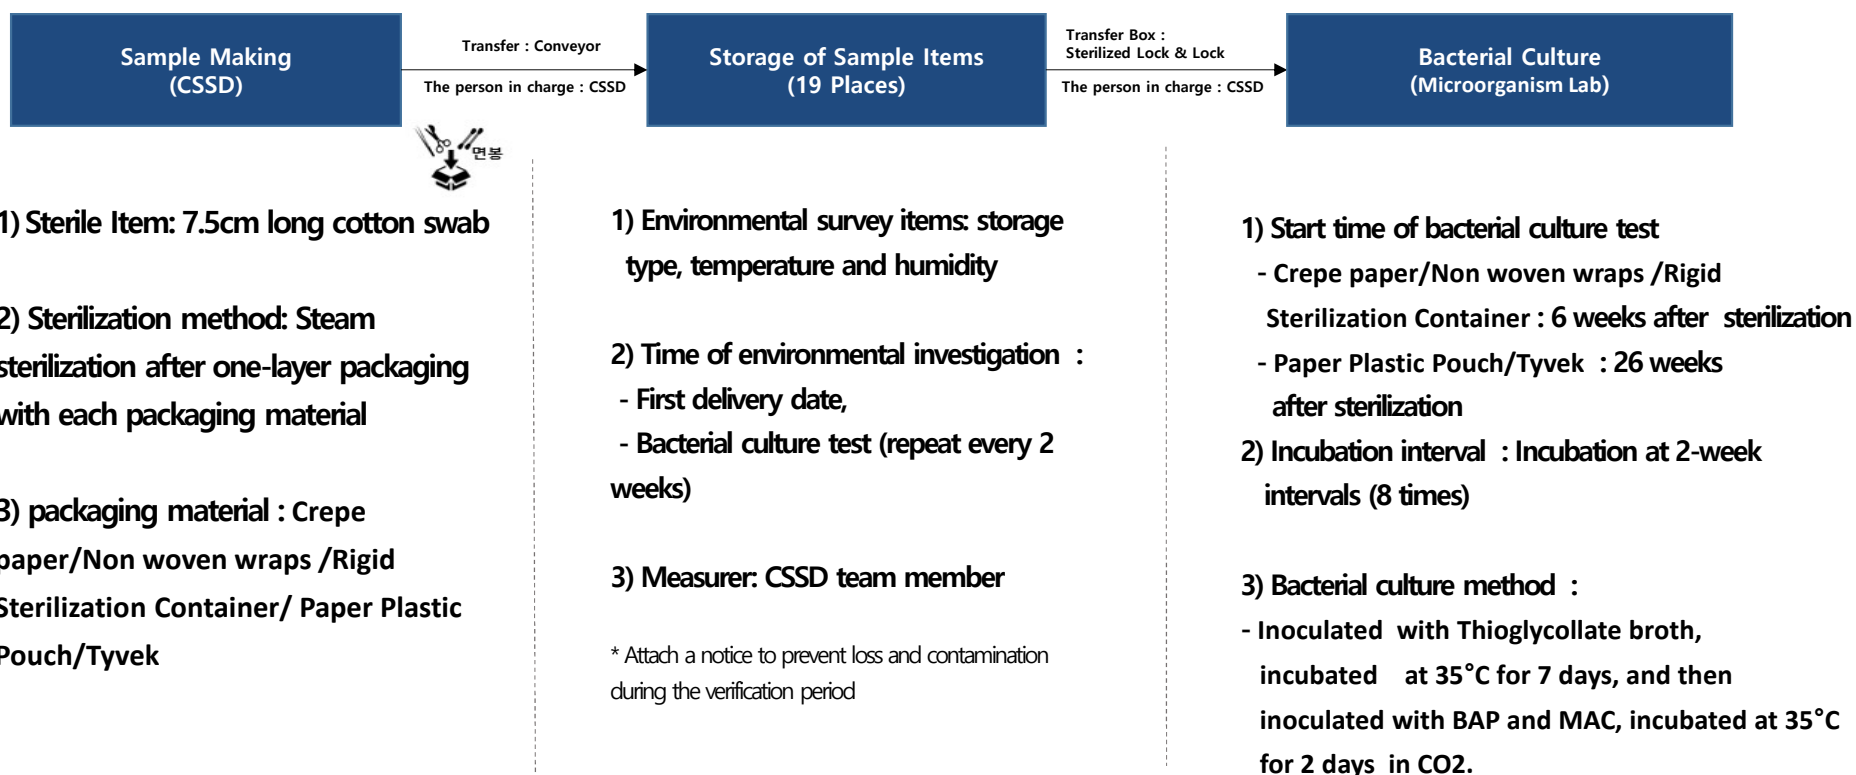 Sample Making
(CSSD)
Transfer : Conveyor
The person in charge : CSSD
Storage of Sample Items
(19 Places)
Transfer Box :
Sterilized Lock & Lock
The person in charge : CSSD
Bacterial Culture
(Microorganism Lab)
면봉
1) Sterile Item: 7.5cm long cotton swab
2) Sterilization method: Steam
sterilization after one-layer packaging
with each packaging material
3) packaging material : Crepe
paper/Non woven wraps /Rigid
Sterilization Container/ Paper Plastic
Pouch/Tyvek
1) Environmental survey items: storage
type, temperature and humidity
2) Time of environmental investigation :
- First delivery date,
- Bacterial culture test (repeat every 2
weeks)
3) Measurer: CSSD team member
* Attach a notice to prevent loss and contamination
during the verification period
1) Start time of bacterial culture test
- Crepe paper/Non woven wraps /Rigid
Sterilization Container : 6 weeks after sterilization
- Paper Plastic Pouch/Tyvek : 26 weeks
after sterilization
2) Incubation interval : Incubation at 2-week
intervals (8 times)
3) Bacterial culture method :
- Inoculated with Thioglycollate broth,
incubated at 35°C for 7 days, and then
inoculated with BAP and MAC, incubated at 35°C
for 2 days in CO2.